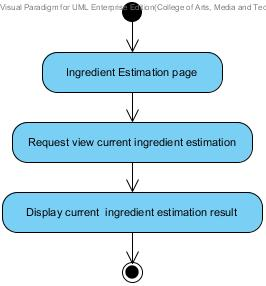 Visual Paradigm for UML Enterprise Edition(College of Arts, Media and Tec
Ingredient Estimation page
Request view current ingredient estimation
Display current  ingredient estimation result